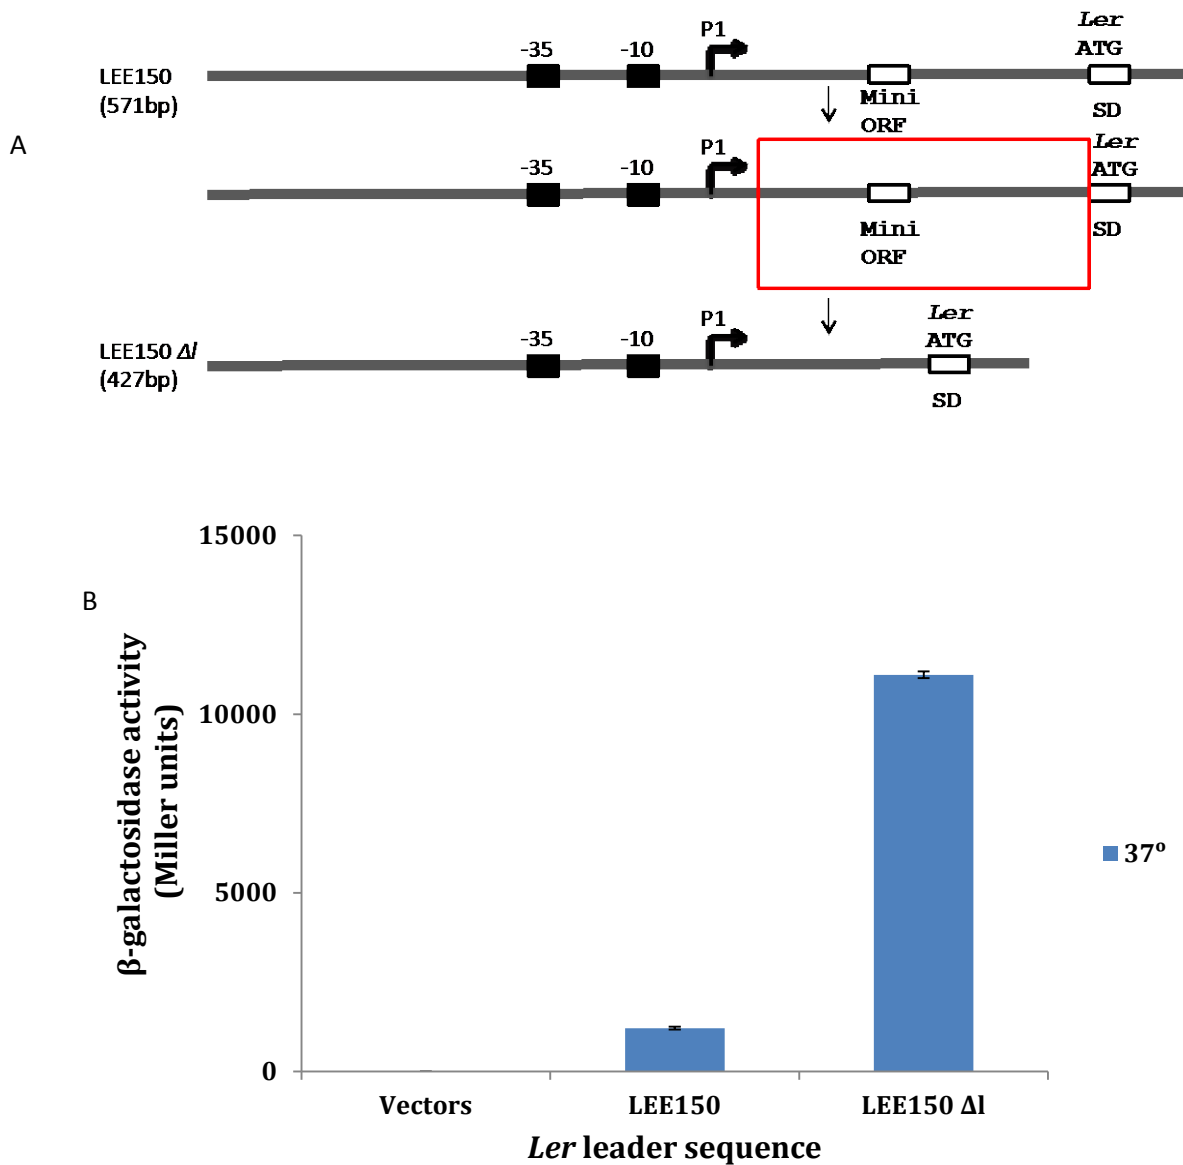 A
LEE150
(571bp)
-35
-10
P1
Mini
ORF
Ler
ATG
SD
-35
-10
P1
Mini
ORF
Ler
ATG
SD
LEE150 Δl
(427bp)
-35
-10
P1
Ler
ATG
SD
B
β-galactosidase activity
(Miller units)
15000
10000
5000
0
Vectors
LEE150
LEE150 Δl
Ler leader sequence
37º